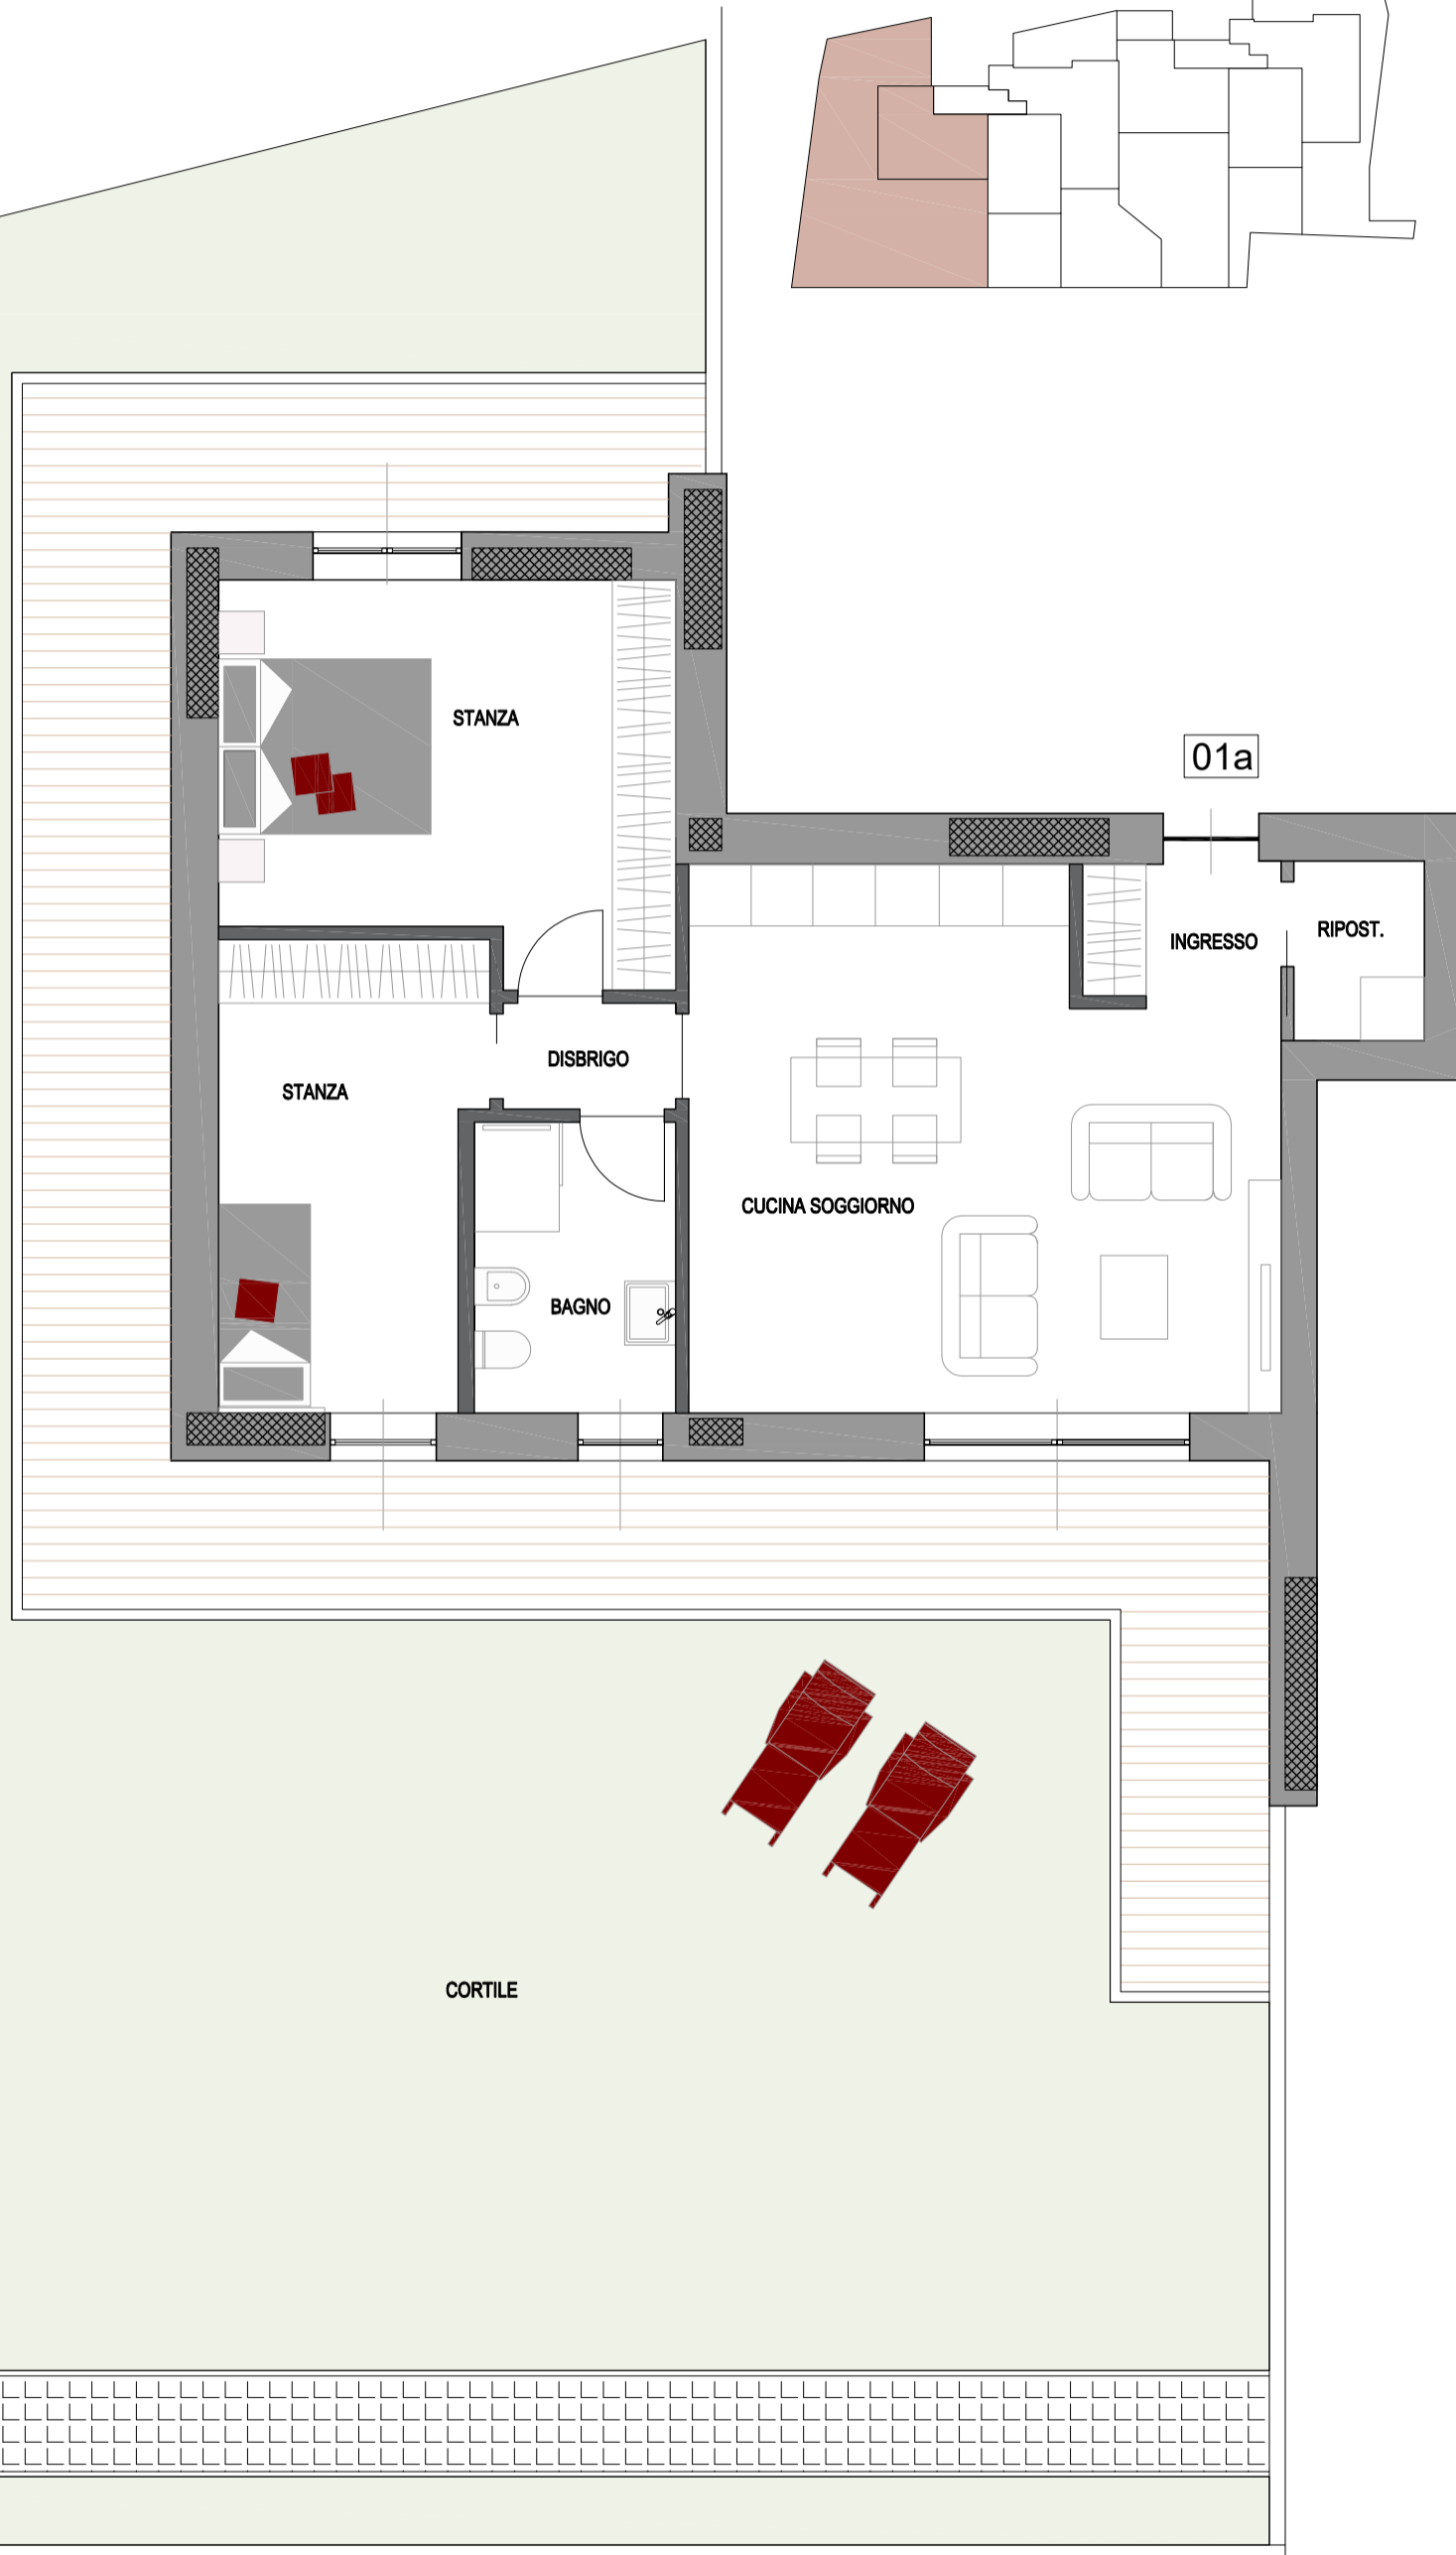 STANZA
01a
INGRESSO
RIPOST.
DISBRIGO
STANZA
CUCINA SOGGIORNO
BAGNO
CORTILE